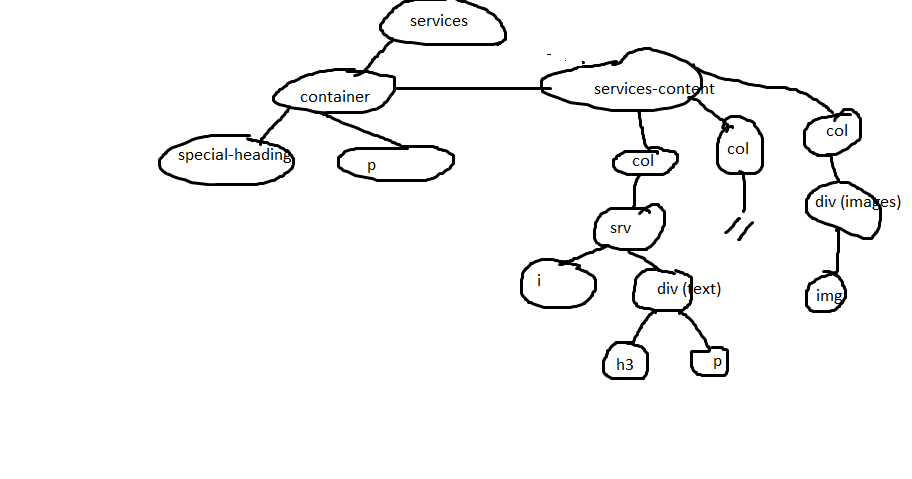 services
container
services-content
special-heading
p
col
col
col
srv
div (images)
i
div (text)
img
h3
p